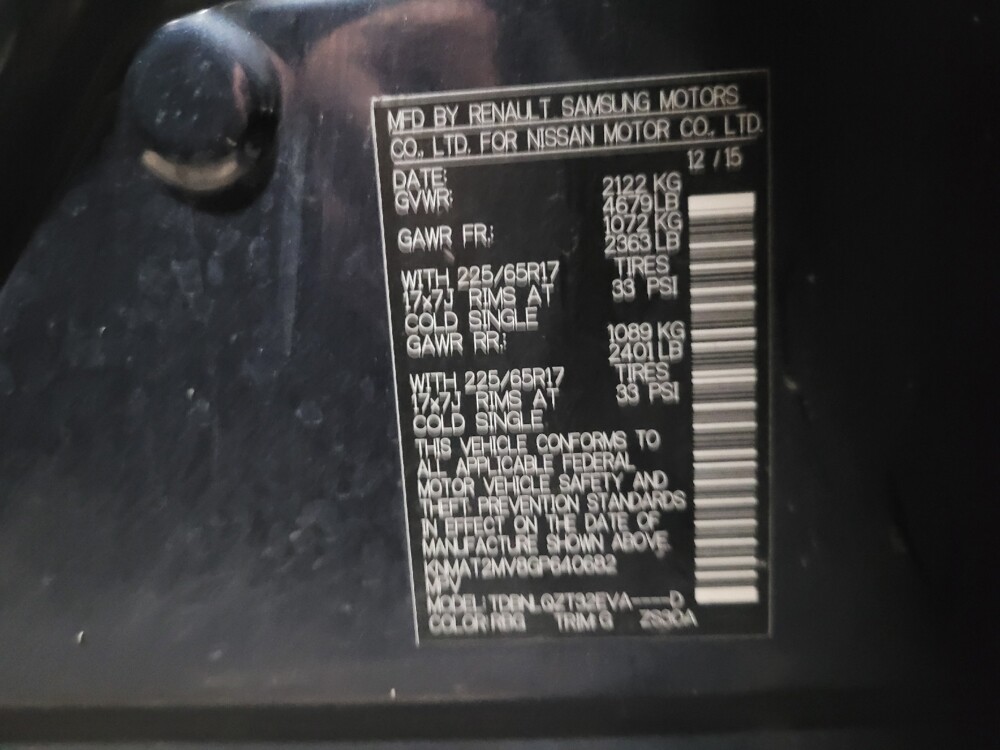 MFD BY RENAULT SAMSUNG MOTORS
CO., LTD. FOR NISSAN MOTOR CO., LTD.
DATE: 12 / 15
GVWR: 2122 KG
4679 LB
GAWR FR.: 1072 KG
2363 LB
WITH 225/65R17 TIRES
17x7J RIMS AT 33 PSI
COLD SINGLE
GAWR RR.: 1089 KG
2401 LB
WITH 225/65R17 TIRES
17x7J RIMS AT 33 PSI
COLD SINGLE
THIS VEHICLE CONFORMS TO
ALL APPLICABLE FEDERAL
MOTOR VEHICLE SAFETY AND
THEFT PREVENTION STANDARDS
IN EFFECT ON THE DATE OF
MANUFACTURE SHOWN ABOVE.
KNMAT2MV8GP640682
MPV
MODEL: EVA----D
COLOR RBG TRIM G